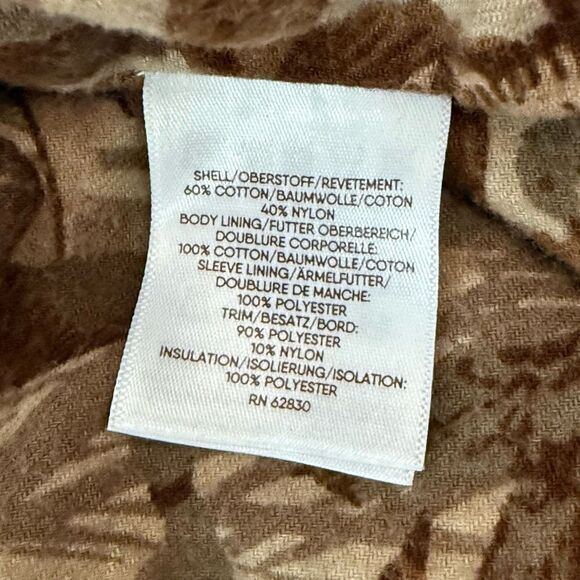 SHELL/OBERSTOFF/REVETEMENT:
60% COTTON/BAUMWOLLE/COTON
40% NYLON
BODY LINING/FUTTER OBERBEREICH/
DOUBLURE CORPORELLE:
100% COTTON/BAUMWOLLE/COTON
SLEEVE LINING/ÄRMELFUTTER/
DOUBLURE DE MANCHE:
100% POLYESTER
TRIM/BESATZ/BORD:
90% POLYESTER
10% NYLON
INSULATION/ISOLIERUNG/ISOLATION:
100% POLYESTER
RN 62830